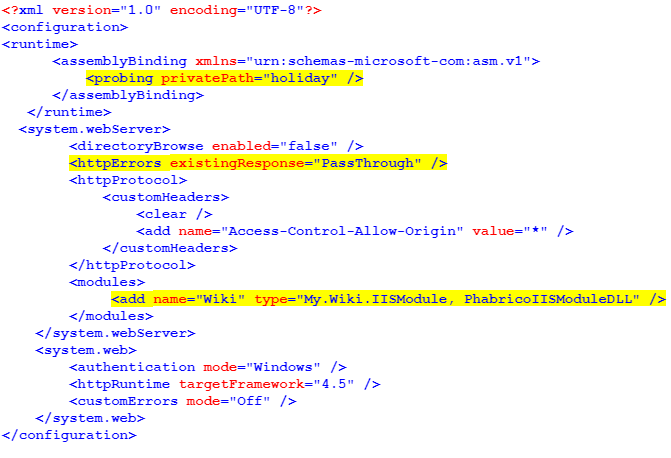 <?xml version="1.0" encoding="UTF-8"?>
<configuration>
<runtime>
<assemblyBinding xmlns="urn:schemas-microsoft-com:asm.v1">
<probing privatePath="holiday" />
</assemblyBinding>
</runtime>
<system.webServer>
<directoryBrowse enabled="false" />
<httpErrors existingResponse="PassThrough" />
<httpProtocol>
<customHeaders>
<clear />
<add name="Access-Control-Allow-Origin" value="*" />
</customHeaders>
</httpProtocol>
<modules>
<add name="Wiki" type="My.Wiki.IISModule, PhabricoIISModuleDLL" />
</modules>
</system.webServer>
<system.web>
<authentication mode="Windows" />
<httpRuntime targetFramework="4.5" />
<customErrors mode="Off" />
</system.web>
</configuration>